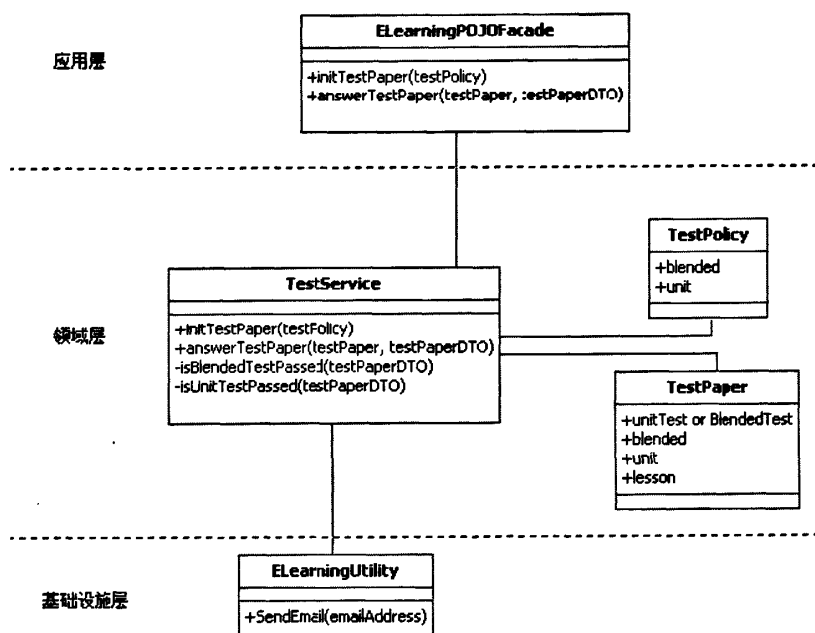 应用层
ELearningPOJOFacade
+initTestPaper(testPolicy)
+answerTestPaper(testPaper, :estPaperDTO)
领域层
TestPolicy
+blended
+unit
TestService
+initTestPaper(testFolicy)
+answerTestPaper(testPaper, testPaperDTO)
-isBlendedTestPassed(testPaperDTO)
-isUnitTestPassed(testPaperDTO)
TestPaper
+unitTest or BlendedTest
+blended
+unit
+lesson
基础设施层
ELearningUtility
+SendEmail(emailAddress)